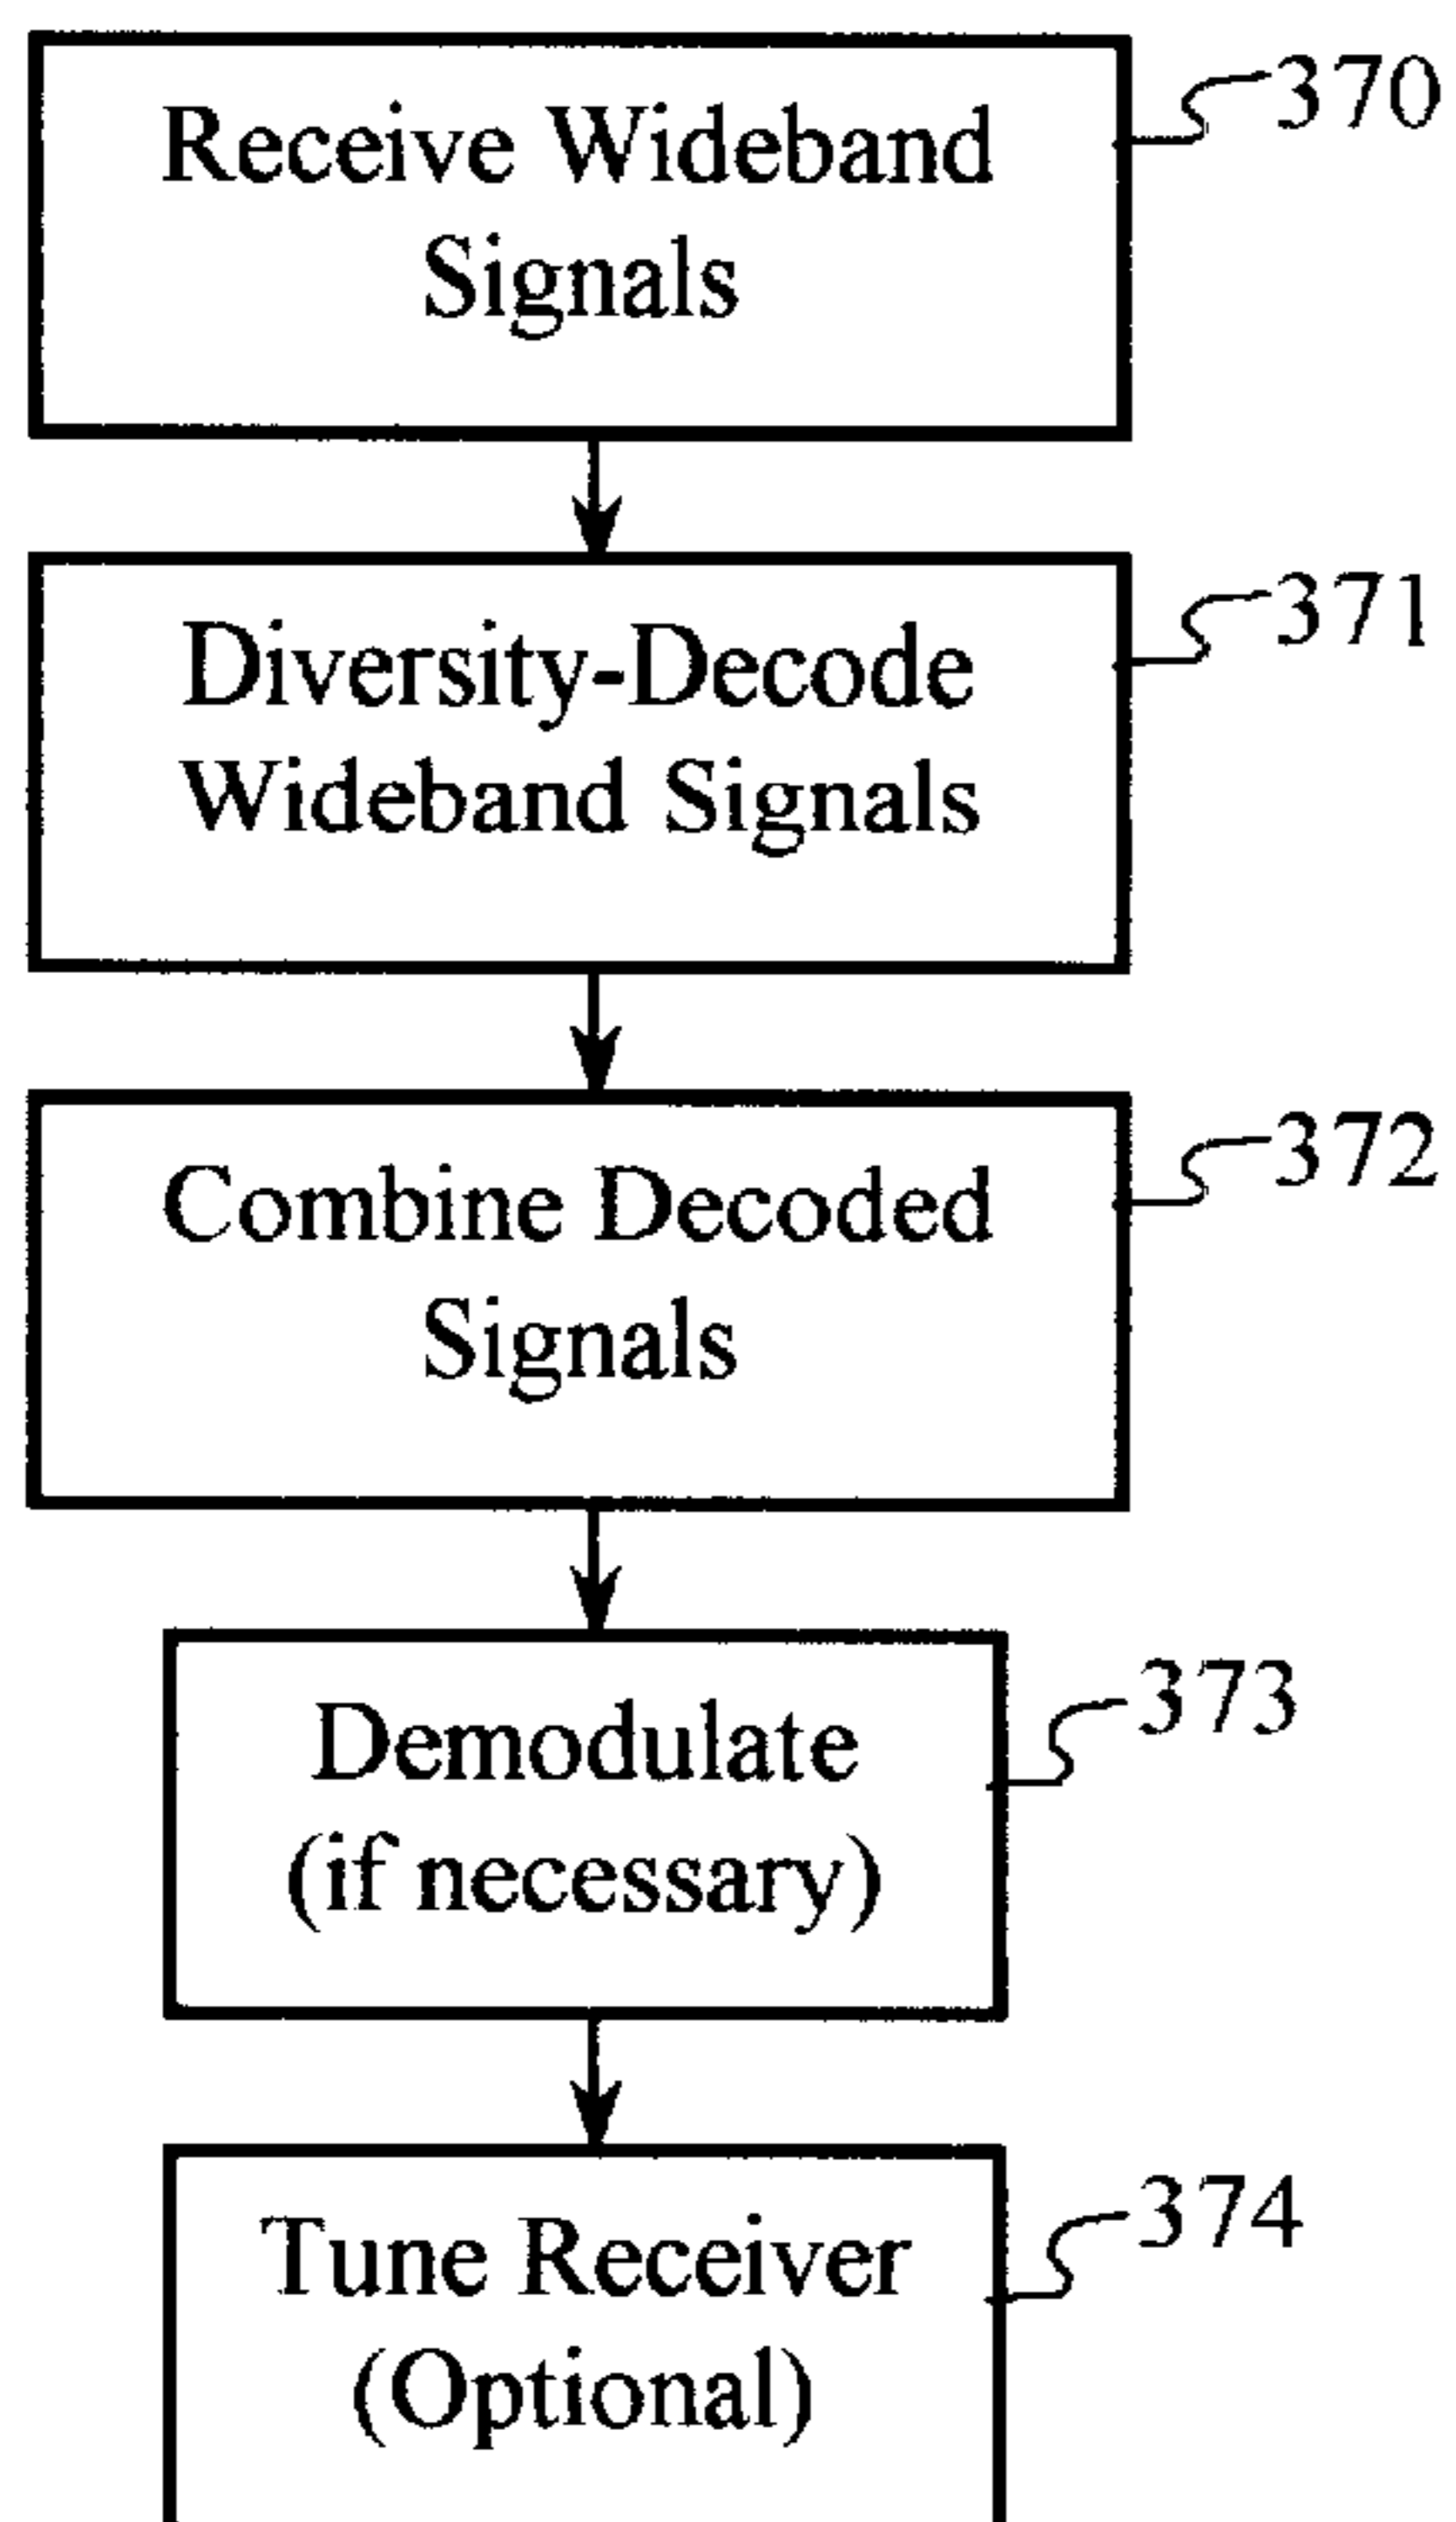 Receive Wideband
Signals
370
Diversity-Decode
Wideband Signals
371
Combine Decoded
Signals
372
Demodulate
(if necessary)
373
Tune Receiver
(Optional)
374